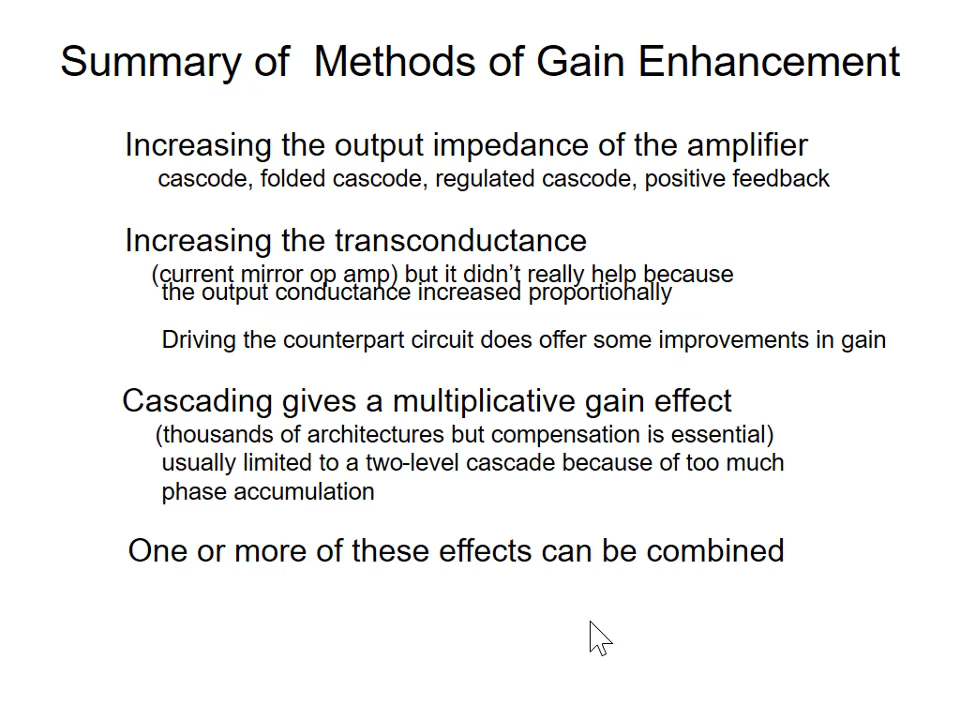 Summary of Methods of Gain Enhancement
Increasing the output impedance of the amplifier
cascode, folded cascode, regulated cascode, positive feedback
Increasing the transconductance
(current mirror op amp) but it didn't really help because
the output conductance increased proportionally
Driving the counterpart circuit does offer some improvements in gain
Cascading gives a multiplicative gain effect
(thousands of architectures but compensation is essential)
usually limited to a two-level cascade because of too much
phase accumulation
One or more of these effects can be combined